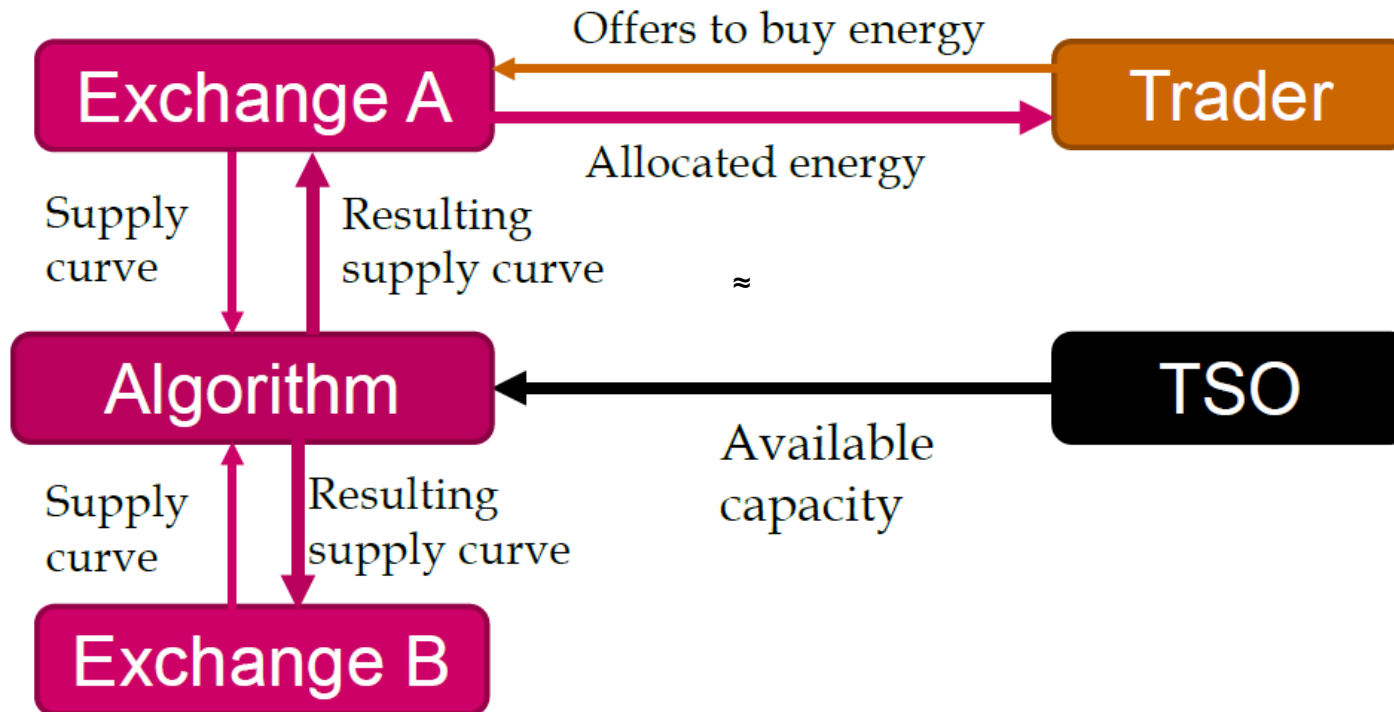 Offers to buy energy
Exchange A
Trader
Allocated energy
Supply
curve
Resulting
supply curve
≈
Algorithm
TSO
Available
capacity
Supply
curve
Resulting
supply curve
Exchange B